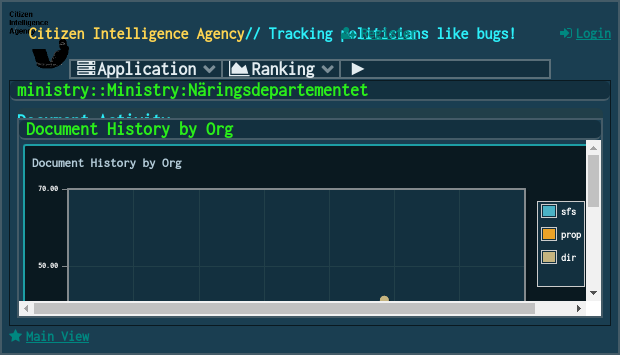 Citizen
Intelligence
Agency
Citizen Intelligence Agency// Tracking politicians like bugs!
Register
Login
Application
Ranking
ministry::Ministry:Näringsdepartementet
Document Activity
Document History by Org
Document History by Org
70.00
50.00
sfs
prop
dir
Main View